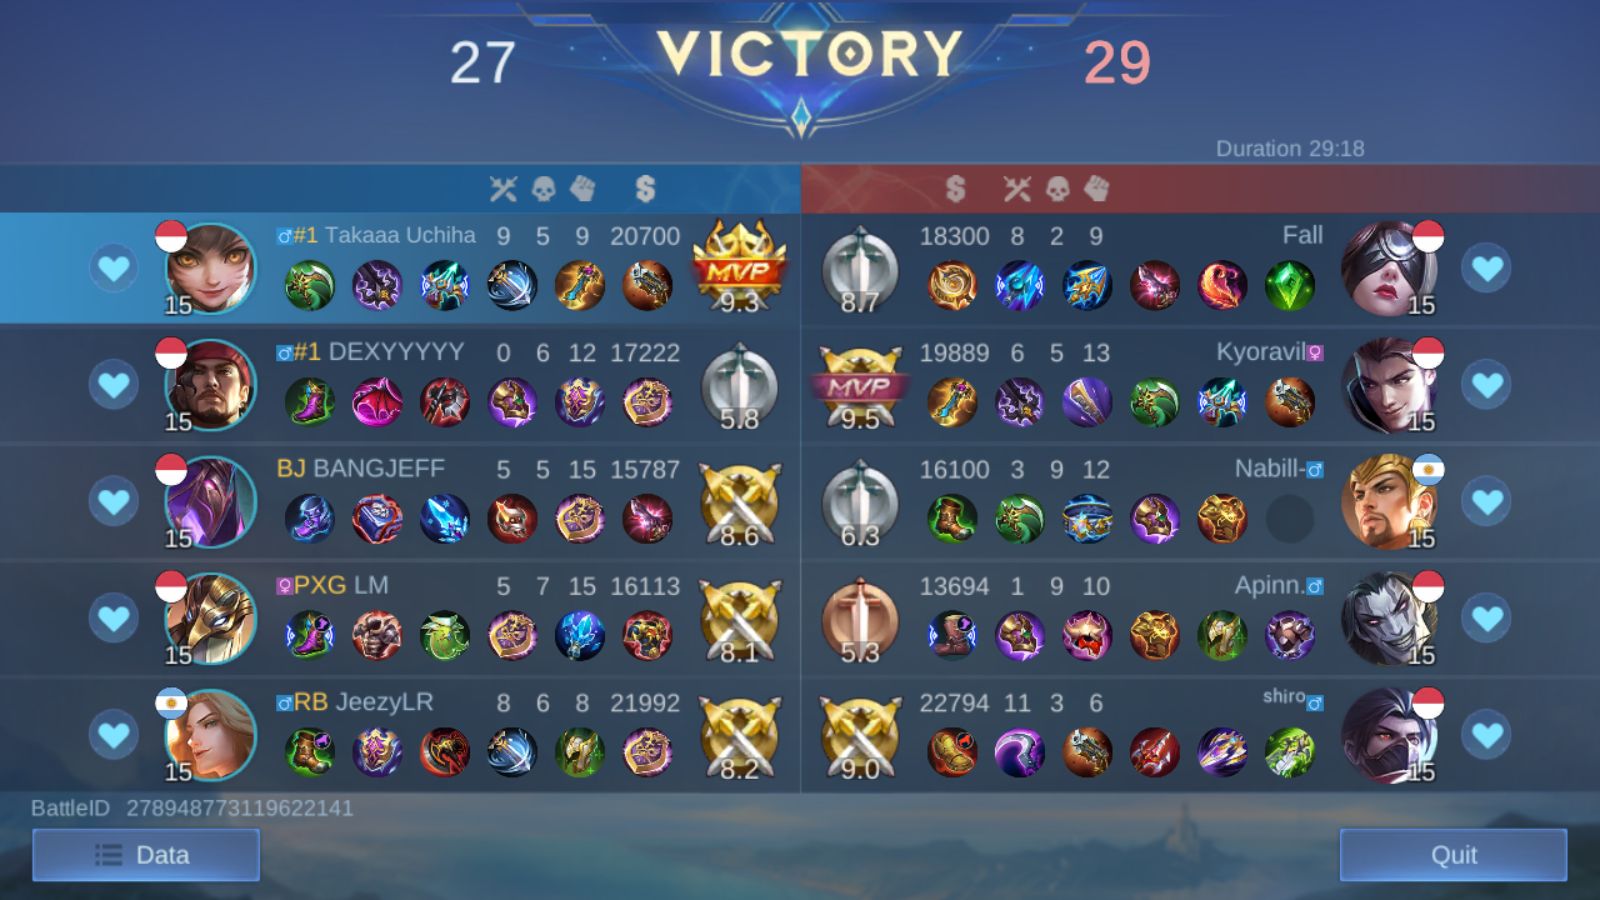 27 VICTORY 29
Duration 29:18
#1 Takaaa Uchiha 9 5 9 20700 MVP 9.3 15
8.7 18300 8 2 9 Fall 15
#1 DEXYYYYY 0 6 12 17222 5.8 15
MVP 9.5 19889 6 5 13 Kyoravil 15
BJ BANGJEFF 5 5 15 15787 8.6 15
6.3 16100 3 9 12 Nabill- 15
PXG LM 5 7 15 16113 8.1 15
5.3 13694 1 9 10 Apinn. 15
RB JeezyLR 8 6 8 21992 8.2 15
9.0 22794 11 3 6 shiro 15
BattleID 278948773119622141
Data
Quit